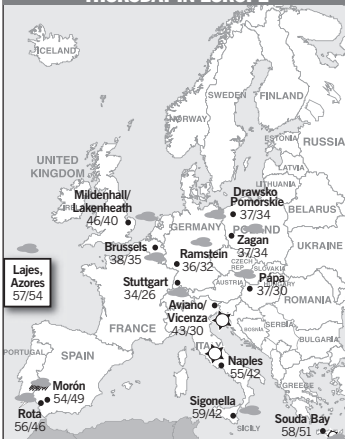 THURSDAY IN EUROPE
ICELAND
SWEDEN
FINLAND
NORWAY
RUSSIA
ESTONIA
LATVIA
LITHUANIA
UNITED
KINGDOM
Mildenhall/
Lakenheath
46/40
Drawsko
Pomorskie
37/34
BELARUS
GERMANY
POLAND
Zagan
37/34
UKRAINE
Brussels
38/35
Ramstein
36/32
CZECH
REP.
SLOVAKIA
Lajes,
Azores
57/54
Stuttgart
34/26
AUSTRIA
Pápa
37/30
HUNGARY
ROMANIA
Aviano/
Vicenza
43/30
FRANCE
BOSNIA
SERBIA
BULGARIA
ITALY
PORTUGAL
SPAIN
Naples
55/42
Morón
54/49
GREECE
Rota
56/46
Sigonella
59/42
SICILY
Souda Bay
58/51